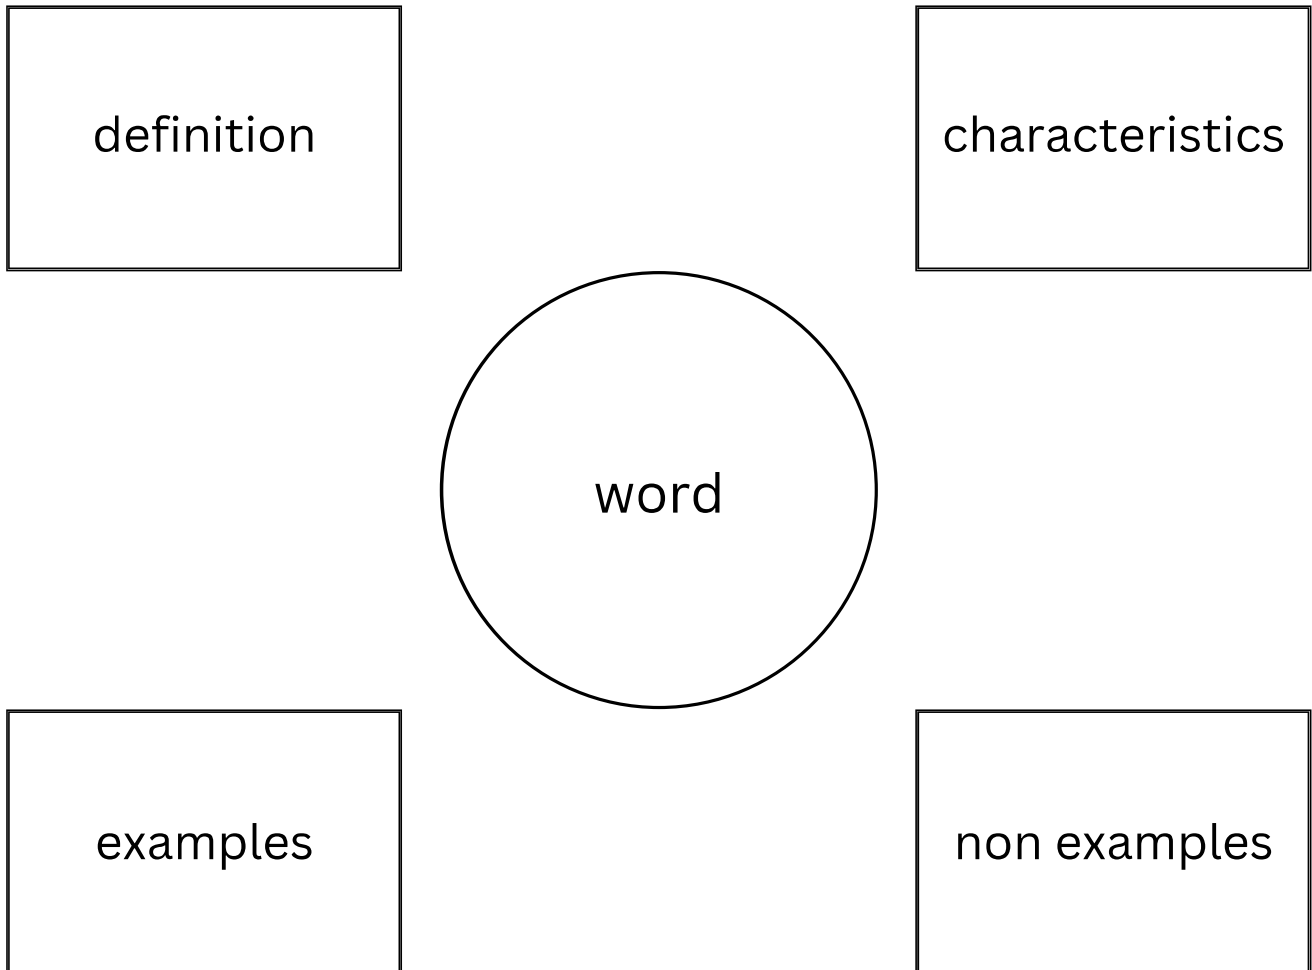 definition
characteristics
word
examples
non examples